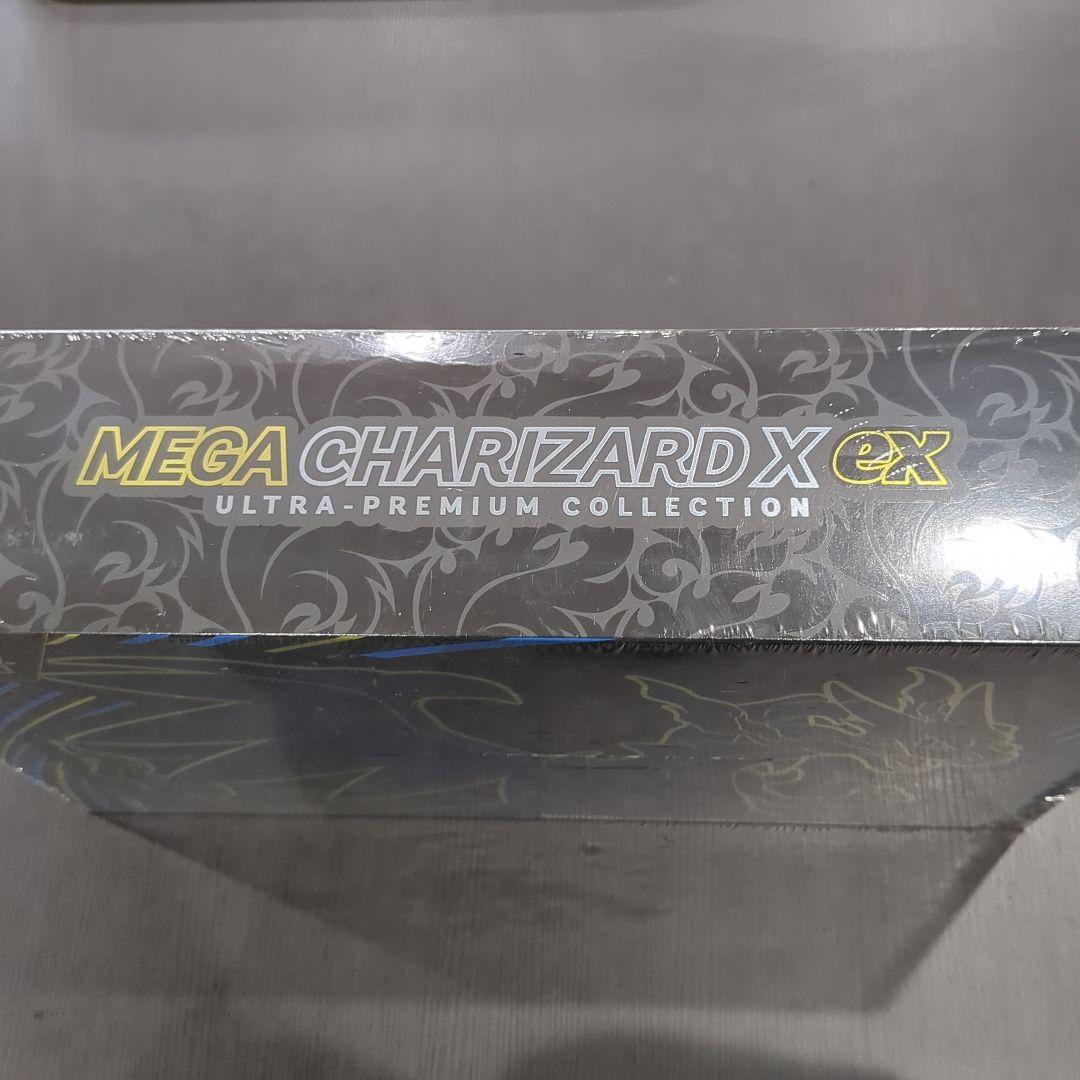 MEGA CHARIZARD X ex
ULTRA-PREMIUM COLLECTION